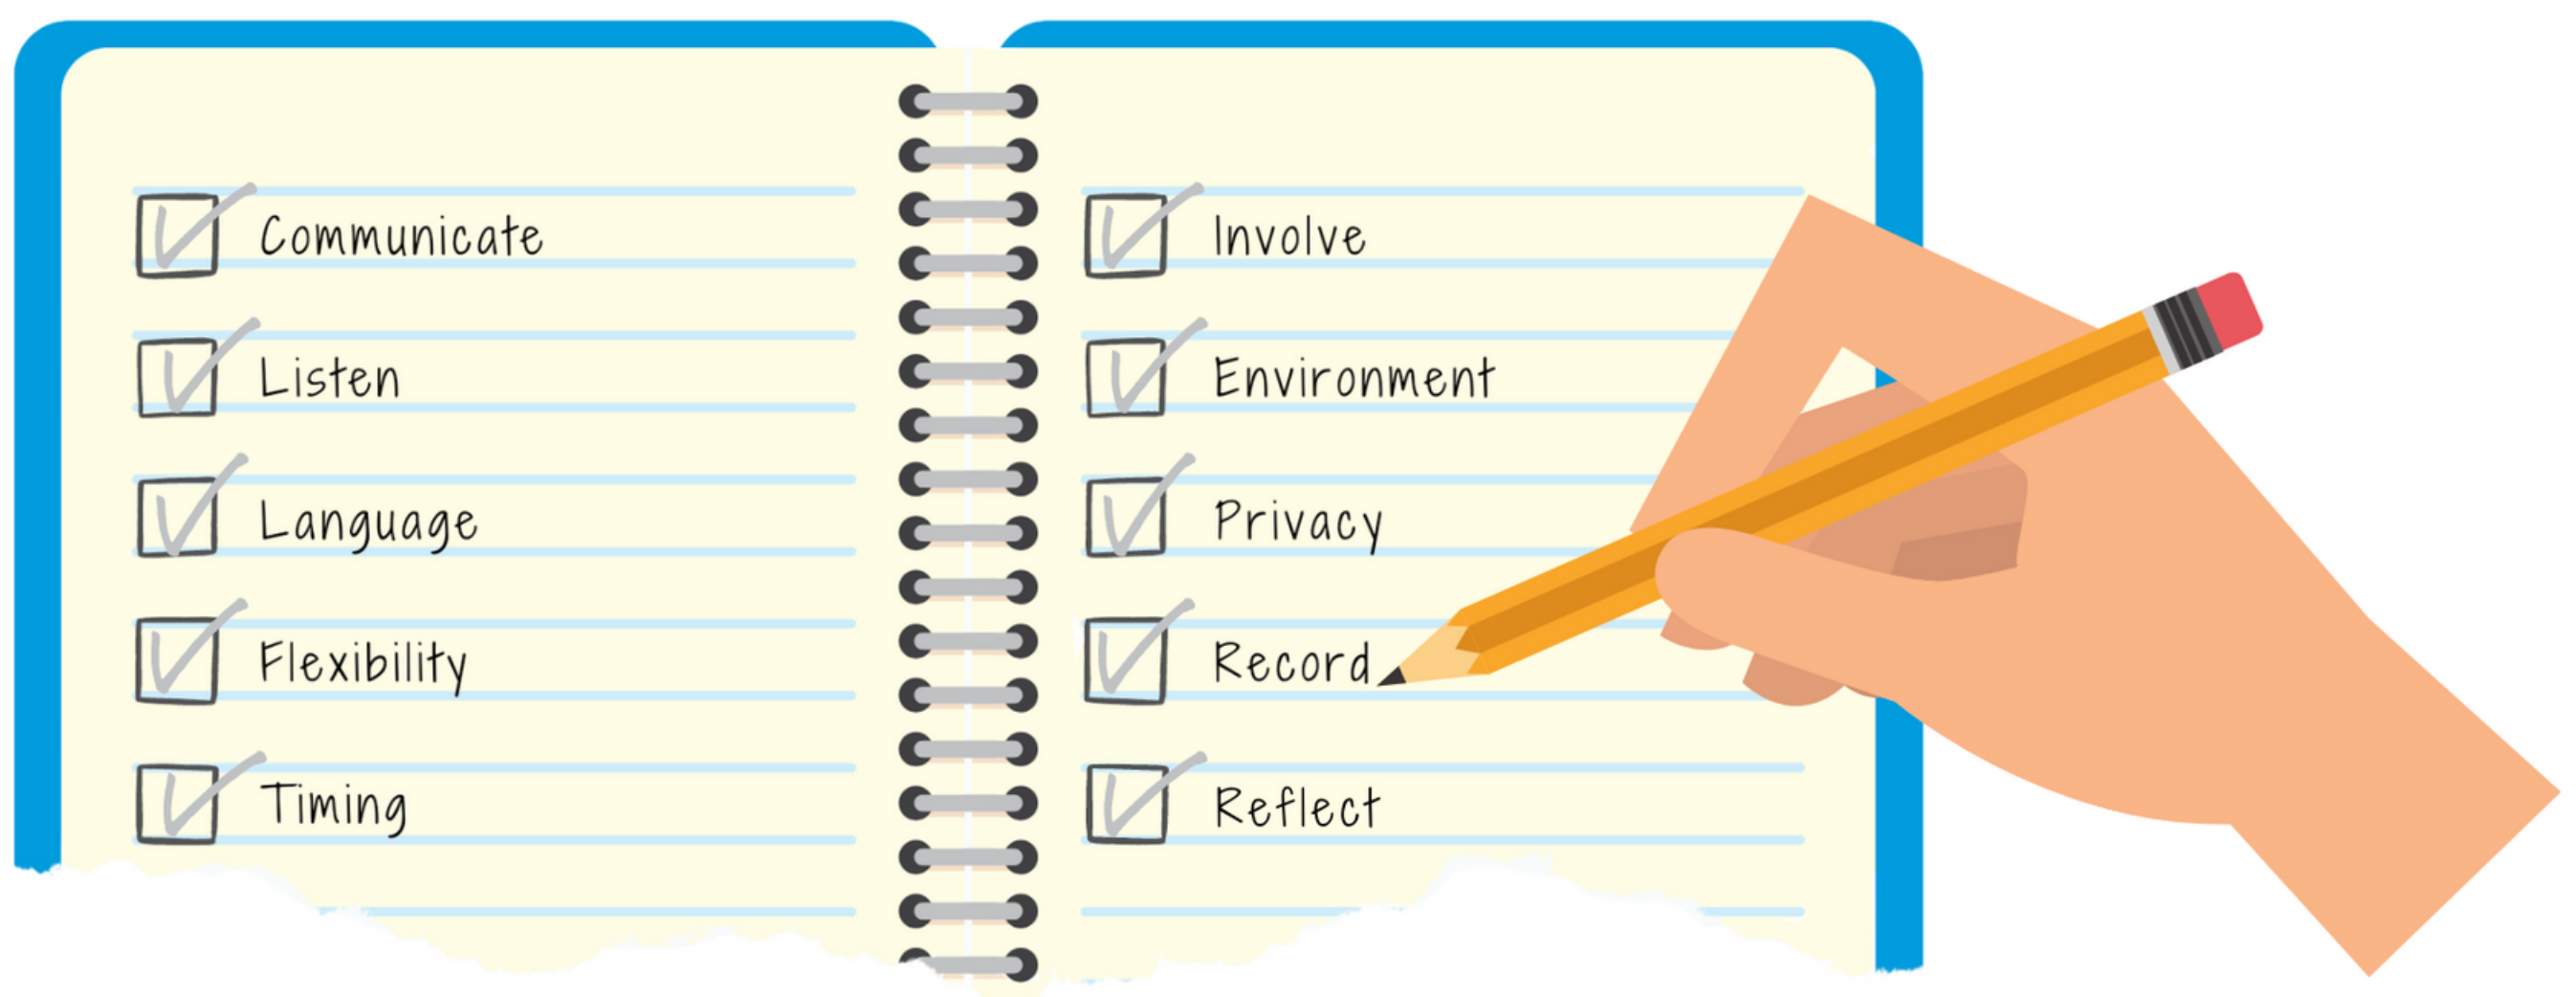 Communicate
Listen
Language
Flexibility
Timing
Involve
Environment
Privacy
Record
Reflect